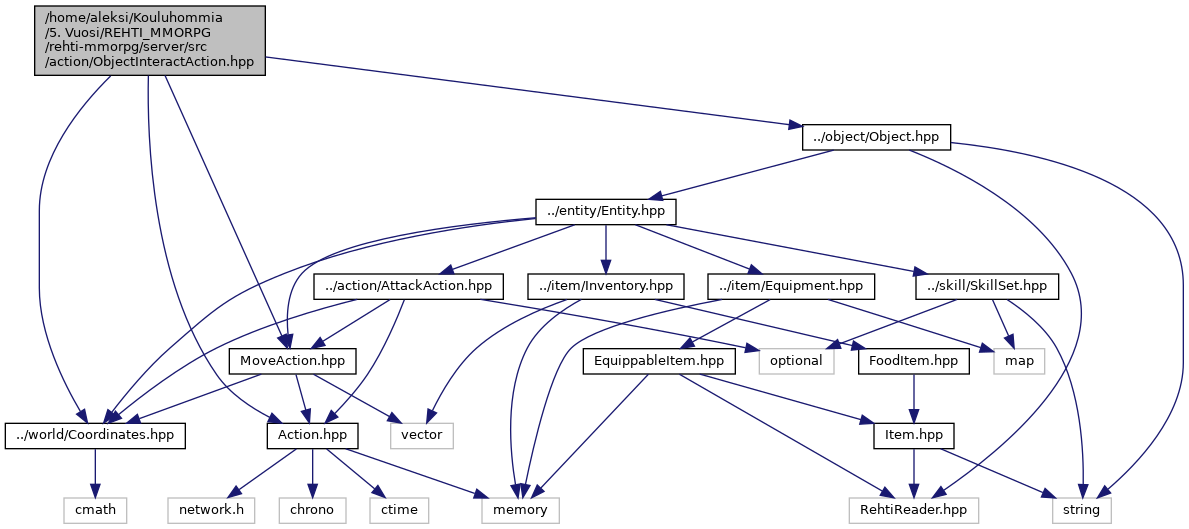 /home/aleksi/Kouluhommia
/5. Vuosi/REHTI_MMORPG
/rehti-mmorpg/server/src
/action/ObjectInteractAction.hpp
../object/Object.hpp
../entity/Entity.hpp
../action/AttackAction.hpp
../item/Inventory.hpp
../item/Equipment.hpp
../skill/SkillSet.hpp
MoveAction.hpp
EquippableItem.hpp
optional
FoodItem.hpp
map
../world/Coordinates.hpp
Action.hpp
vector
Item.hpp
cmath
network.h
chrono
ctime
memory
RehtiReader.hpp
string